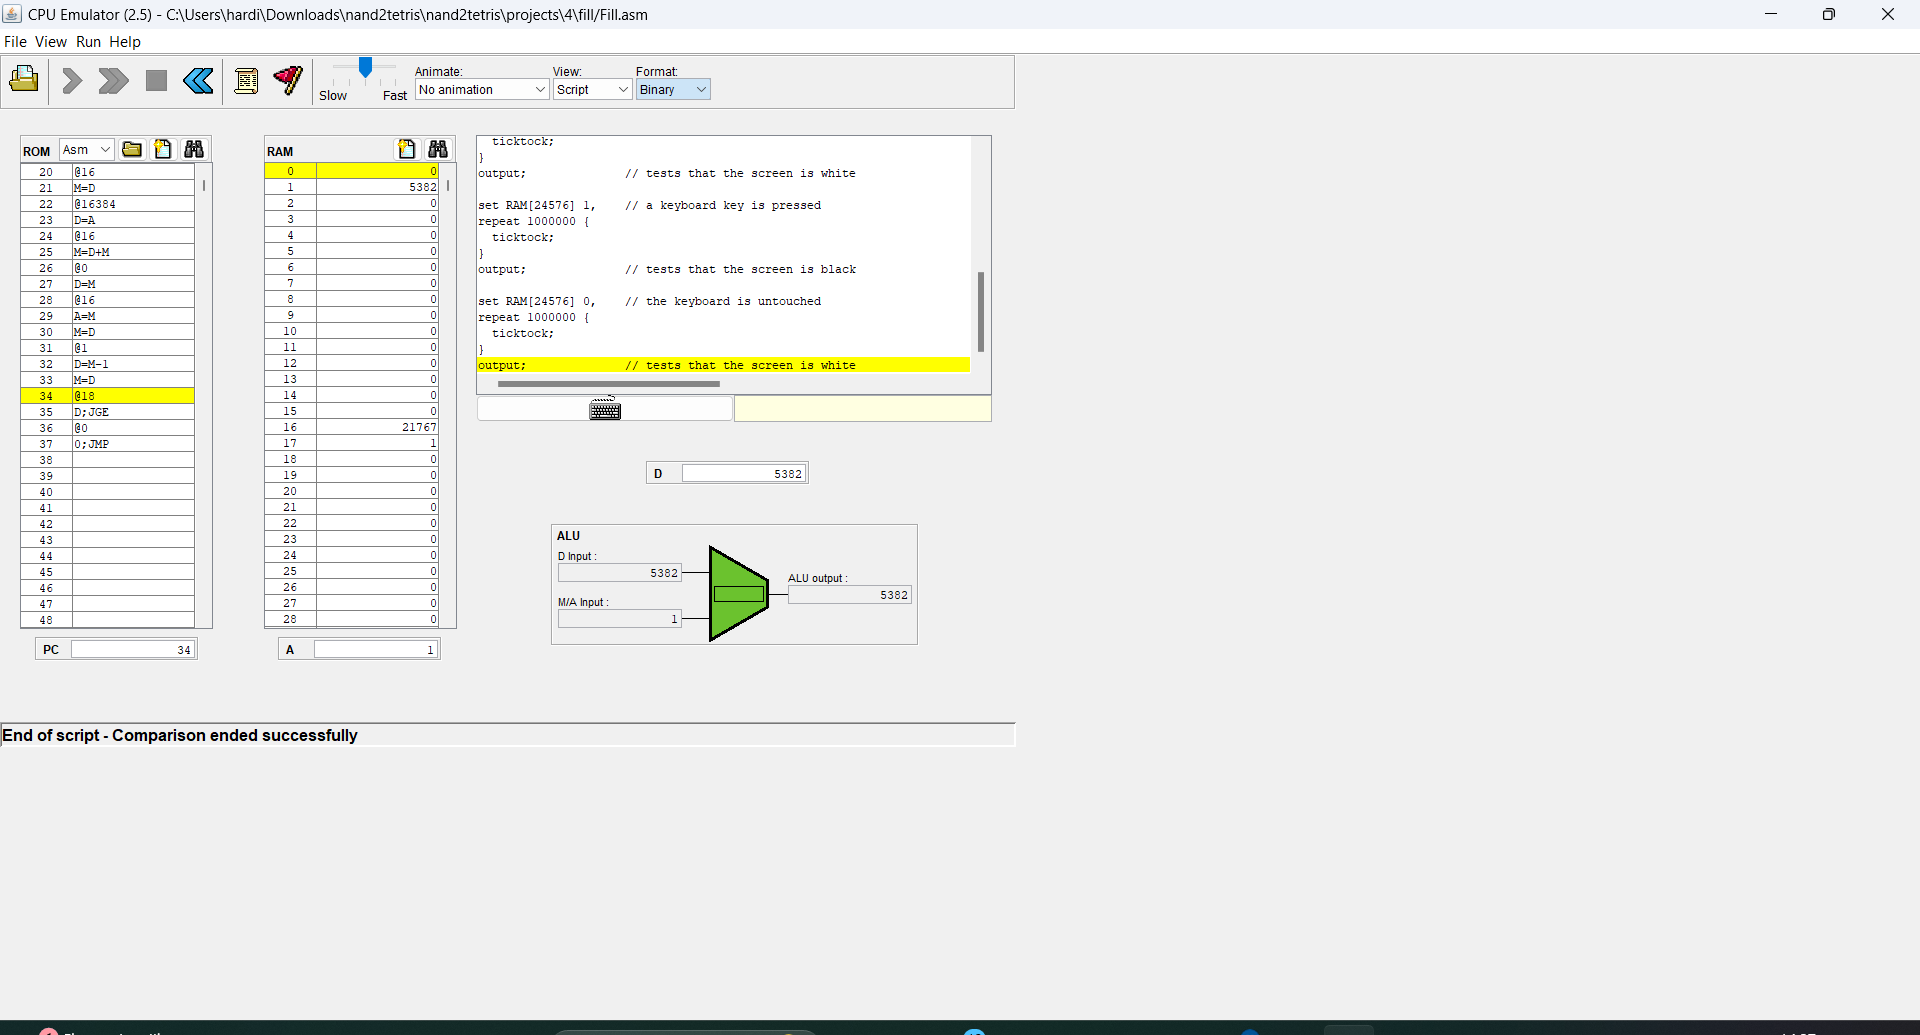 CPU Emulator (2.5) - C:\Users\hardi\Downloads\nand2tetris\nand2tetris\projects\4\fill/Fill.asm
File View Run Help
Slow Fast
Animate:
No animation
View:
Script
Format:
Binary
ROM Asm
20 @16
21 M=D
22 @16384
23 D=A
24 @16
25 M=D+M
26 @0
27 D=M
28 @16
29 A=M
30 M=D
31 @1
32 D=M-1
33 M=D
34 @18
35 D;JGE
36 @0
37 0;JMP
38
39
40
41
42
43
44
45
46
47
48
PC 34
RAM
0 0
1 5382
2 0
3 0
4 0
5 0
6 0
7 0
8 0
9 0
10 0
11 0
12 0
13 0
14 0
15 0
16 21767
17 1
18 0
19 0
20 0
21 0
22 0
23 0
24 0
25 0
26 0
27 0
28 0
A 1
ticktock;
}
output; // tests that the screen is white
set RAM[24576] 1, // a keyboard key is pressed
repeat 1000000 {
ticktock;
}
output; // tests that the screen is black
set RAM[24576] 0, // the keyboard is untouched
repeat 1000000 {
ticktock;
}
output; // tests that the screen is white
D 5382
ALU
D Input :
5382
M/A Input :
1
ALU output :
5382
End of script - Comparison ended successfully